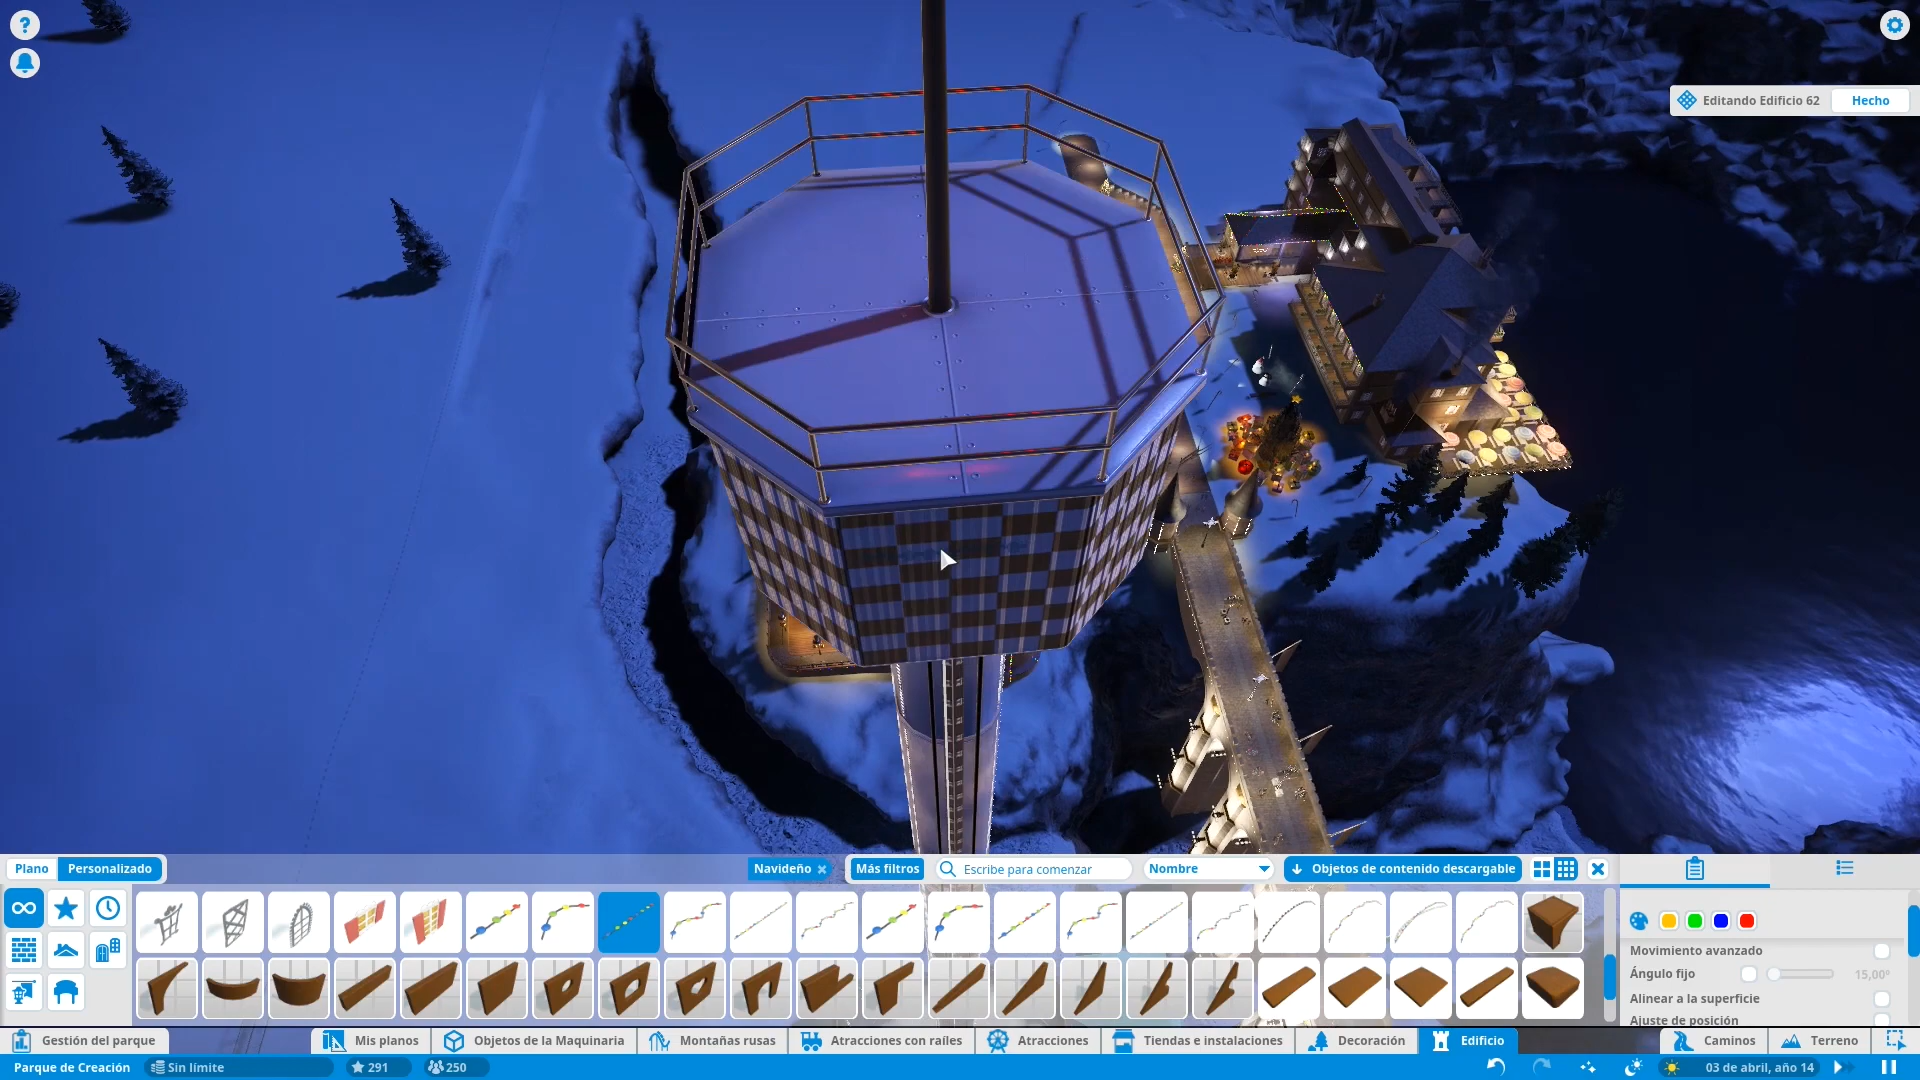 ?
Editando Edificio 62 Hecho
Plano Personalizado Navideño × Más filtros Escribe para comenzar Nombre Objetos de contenido descargable
Movimiento avanzado
Ángulo fijo 15,00°
Alinear a la superficie
Ajuste de posición
Gestión del parque Mis planos Objetos de la Maquinaria Montañas rusas Atracciones con raíles Atracciones Tiendas e instalaciones Decoración Edificio Caminos Terreno
Parque de Creación Sin límite 291 250 03 de abril, año 14